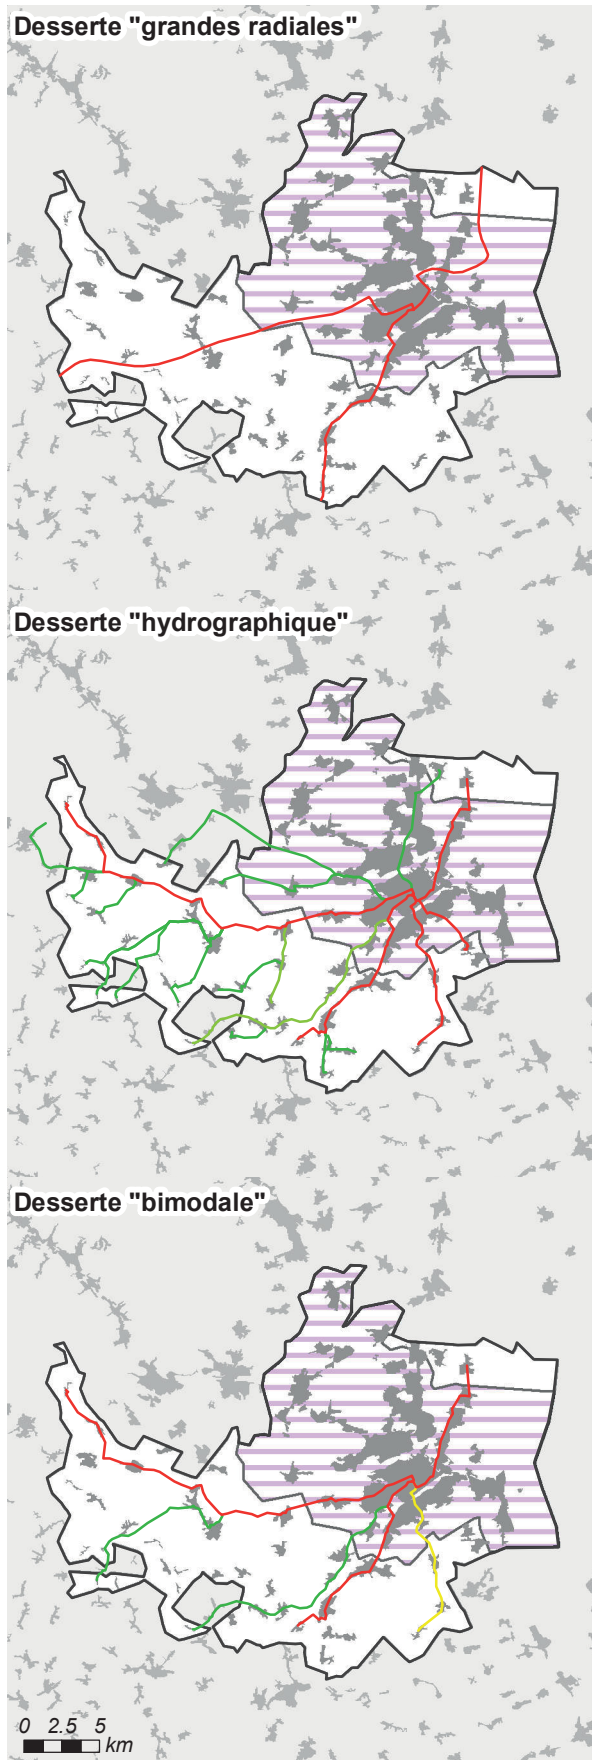 Desserte "grandes radiales"
Desserte "hydrographique"
Desserte "bimodale"
0 2.5 5
km